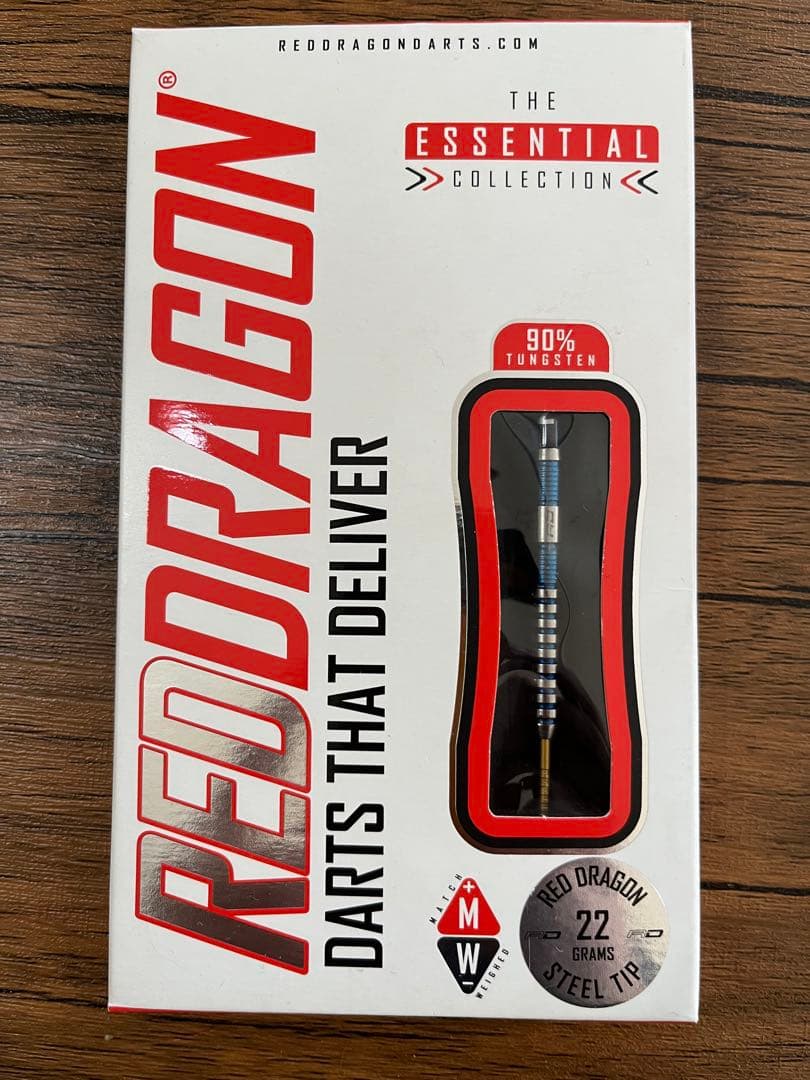 REDDRAGONDARTS.COM
REDDRAGON®
DARTS THAT DELIVER
THE
ESSENTIAL
COLLECTION
90%
TUNGSTEN
MATCH
+
M
W
-
WEIGHED
RED DRAGON
22
GRAMS
STEEL TIP